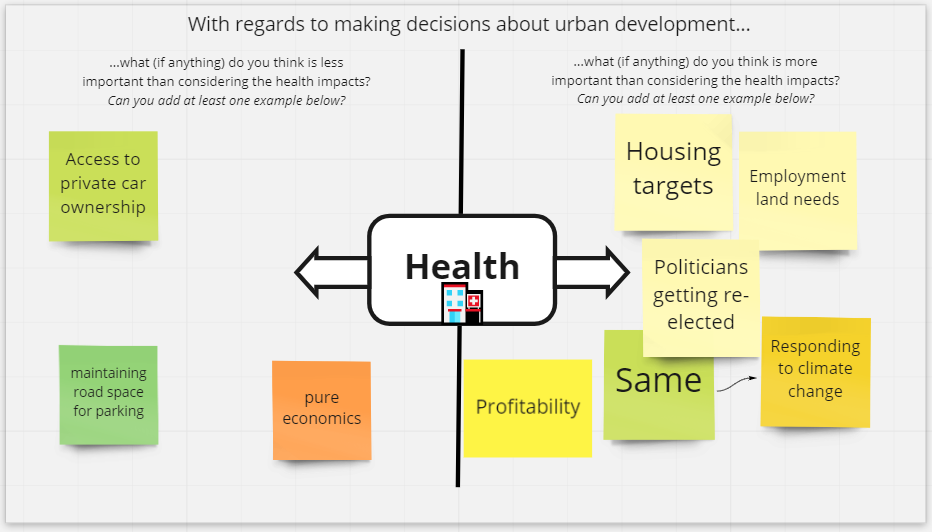 With regards to making decisions about urban development...
...what (if anything) do you think is less
important than considering the health impacts?
Can you add at least one example below?
...what (if anything) do you think is more
important than considering the health impacts?
Can you add at least one example below?
Access to
private car
ownership
Housing
targets
Employment
land needs
Health
Politicians
getting re-
elected
maintaining
road space
for parking
pure
economics
Profitability
Same
Responding
to climate
change